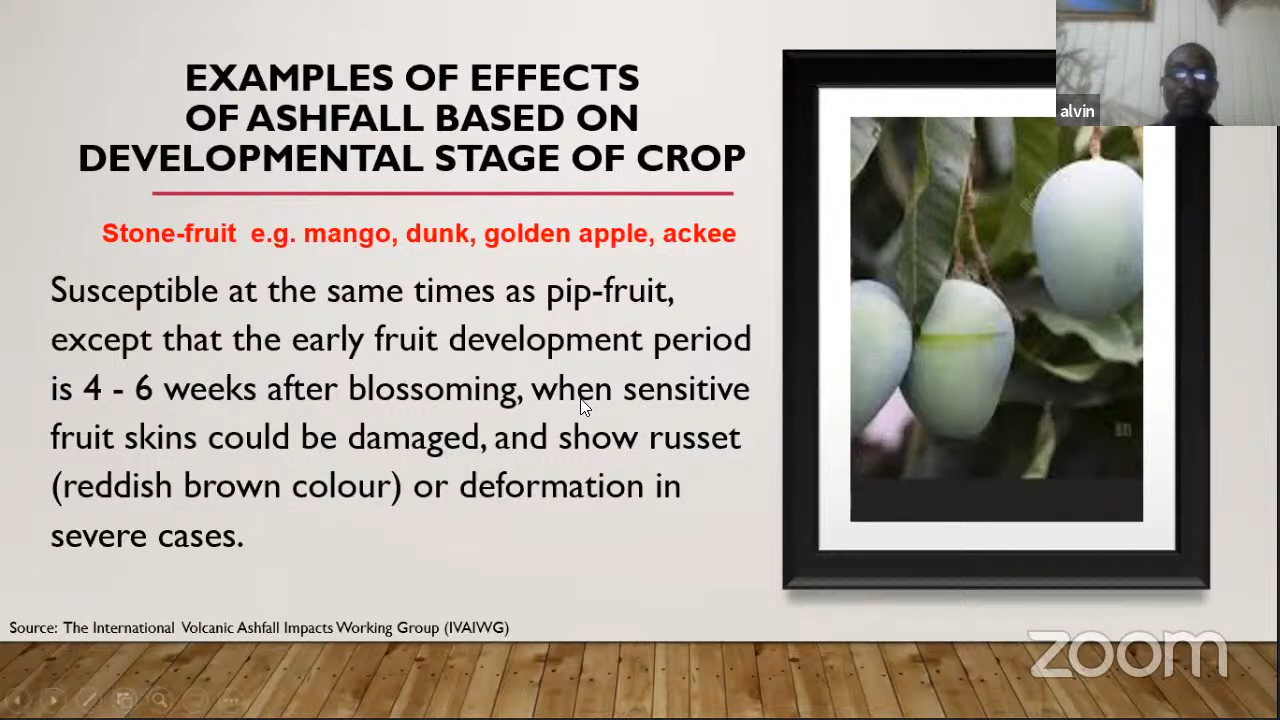 EXAMPLES OF EFFECTS
OF ASHFALL BASED ON
DEVELOPMENTAL STAGE OF CROP
alvin
Stone-fruit e.g. mango, dunk, golden apple, ackee
Susceptible at the same times as pip-fruit,
except that the early fruit development period
is 4 - 6 weeks after blossoming, when sensitive
fruit skins could be damaged, and show russet
(reddish brown colour) or deformation in
severe cases.
Source: The International Volcanic Ashfall Impacts Working Group (IVAIWG)
zoom